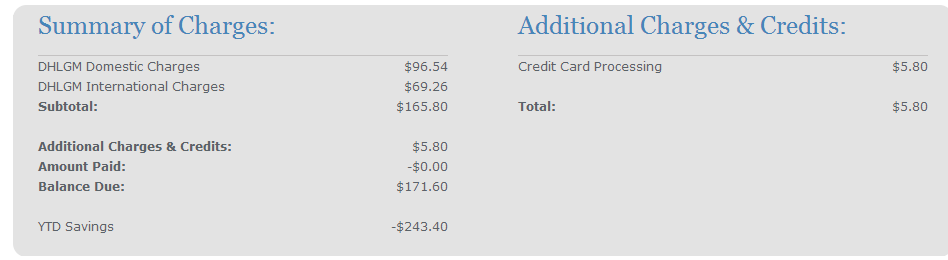 Summary of Charges:
DHLGM Domestic Charges $96.54
DHLGM International Charges $69.26
Subtotal: $165.80
Additional Charges & Credits: $5.80
Amount Paid: -$0.00
Balance Due: $171.60
YTD Savings -$243.40
Additional Charges & Credits:
Credit Card Processing $5.80
Total: $5.80